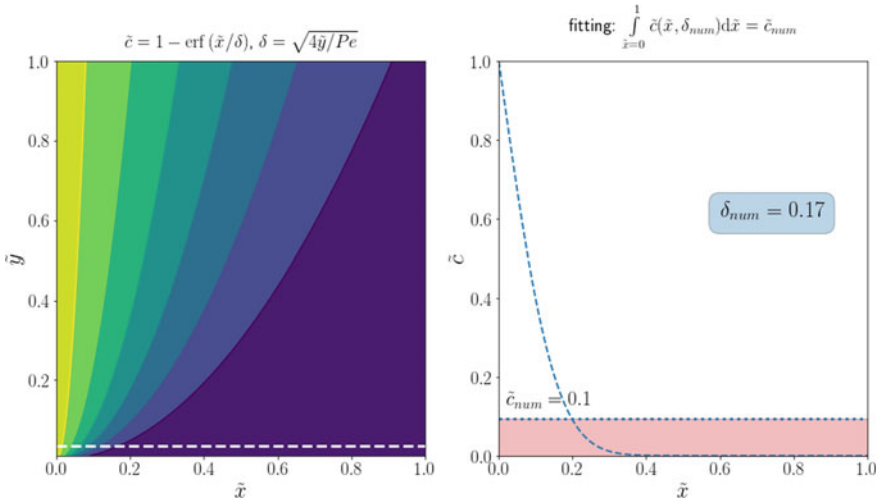 c̃ = 1 − erf (x̃/δ), δ = √4ỹ/Pe
1.0
0.8
0.6
0.4
0.2
ỹ
0.0 0.2 0.4 0.6 0.8 1.0
x̃
fitting: ∫ x̃=0 1 c̃(x̃, δnum)dx̃ = c̃num
1.0
0.8
0.6
0.4
0.2
0.0
c̃
δnum = 0.17
c̃num = 0.1
0.0 0.2 0.4 0.6 0.8 1.0
x̃